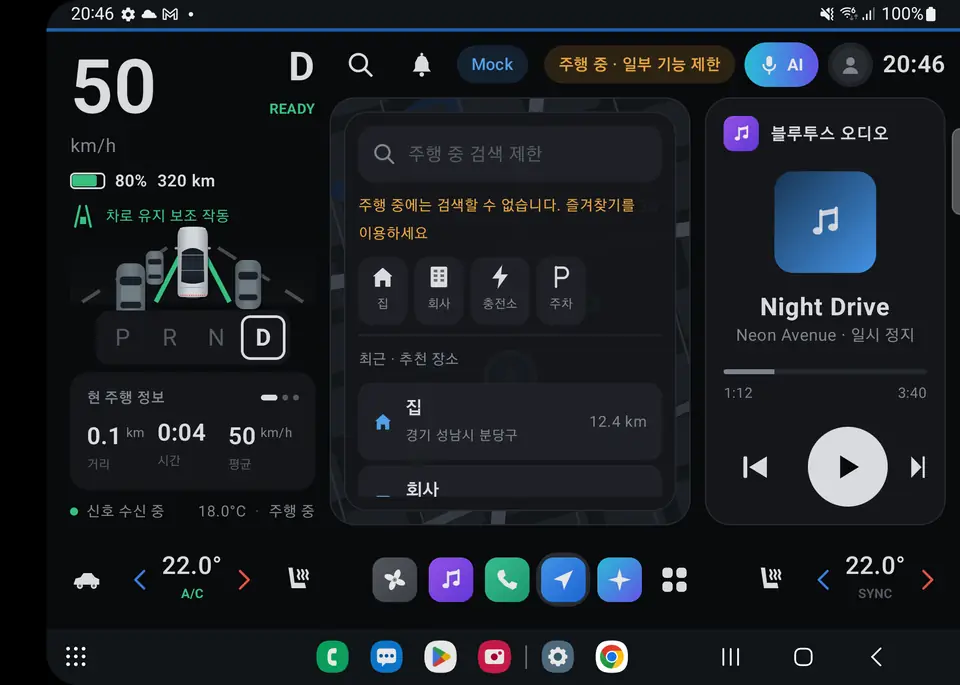 20:46
100%
50
D
READY
km/h
80% 320 km
차로 유지 보조 작동
P R N D
현 주행 정보
0.1 km 0:04 50 km/h
거리 시간 평균
신호 수신 중 18.0°C · 주행 중
Mock
주행 중 · 일부 기능 제한
AI
20:46
주행 중 검색 제한
주행 중에는 검색할 수 없습니다. 즐겨찾기를
이용하세요
집 회사 충전소 주차
최근 · 추천 장소
집
경기 성남시 분당구
12.4 km
회사
블루투스 오디오
Night Drive
Neon Avenue · 일시 정지
1:12 3:40
22.0°
A/C
22.0°
SYNC